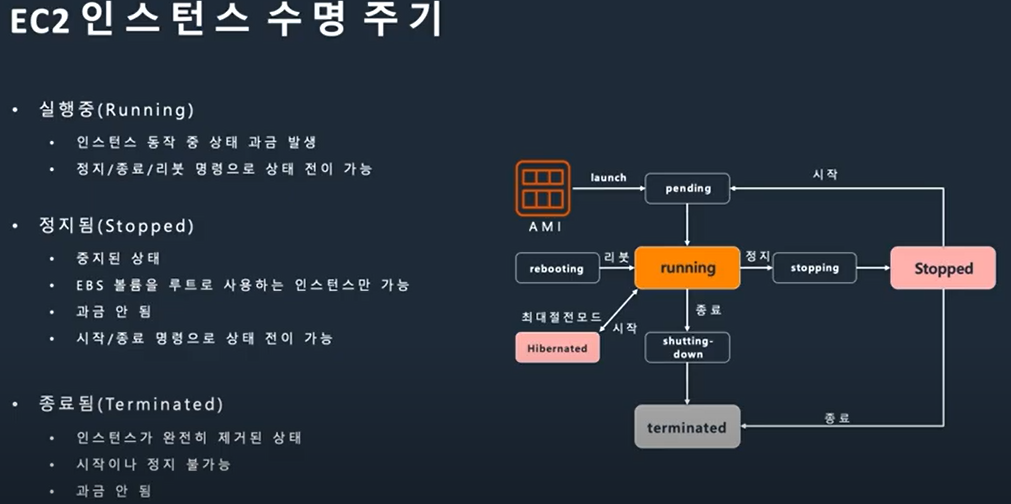 EC2 인스턴스 수명 주기
• 실행중(Running)
• 인스턴스 동작 중 상태 과금 발생
• 정지/종료/리붓 명령으로 상태 전이 가능
• 정지됨(Stopped)
• 중지된 상태
• EBS 볼륨을 루트로 사용하는 인스턴스만 가능
• 과금 안 됨
• 시작/종료 명령으로 상태 전이 가능
• 종료됨(Terminated)
• 인스턴스가 완전히 제거된 상태
• 시작이나 정지 불가능
• 과금 안 됨
AMI
launch
pending
시작
rebooting
리붓
running
정지
stopping
Stopped
최대절전모드
시작
Hibernated
종료
shutting-
down
terminated
종료